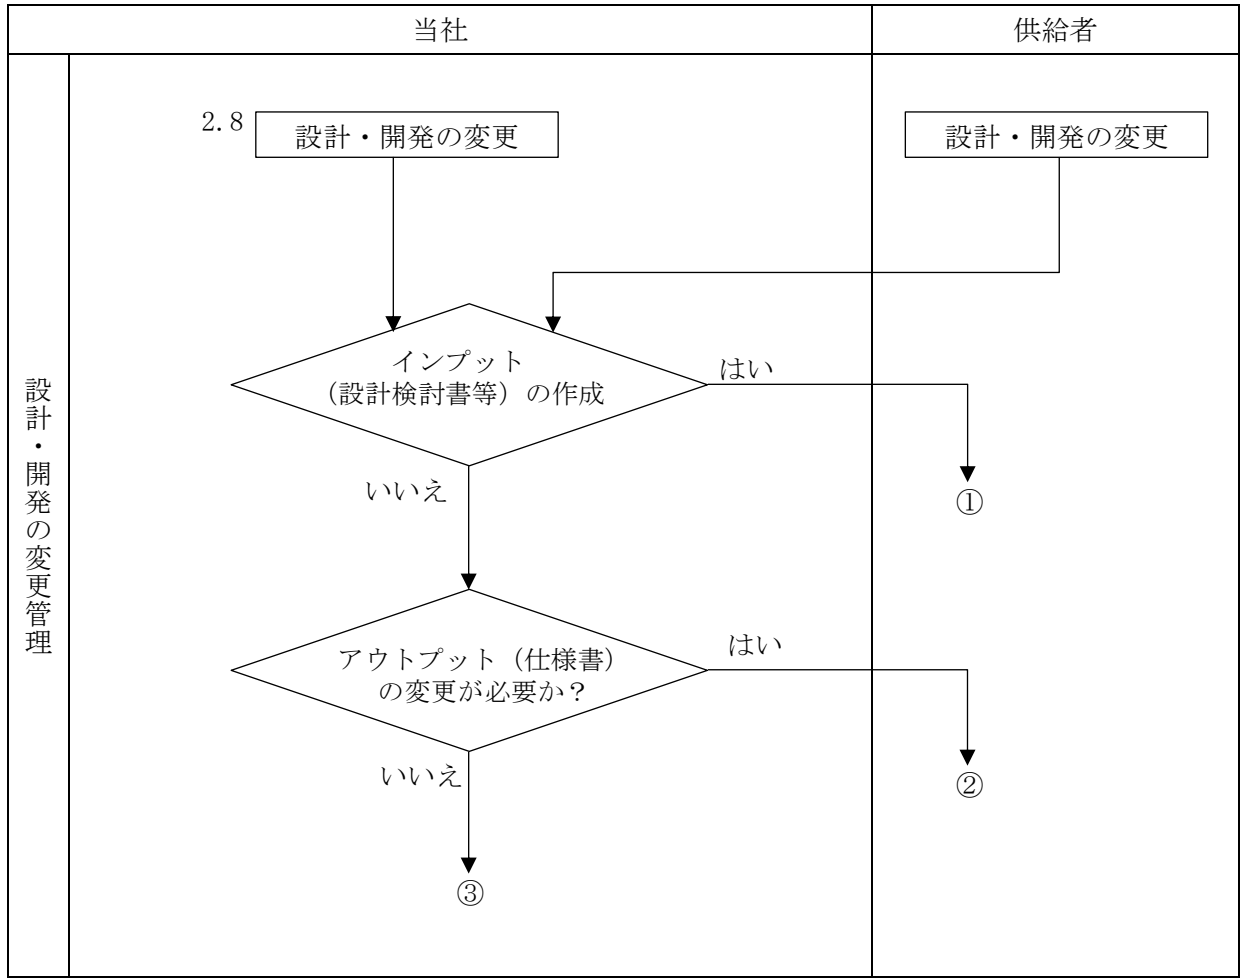 当社
供給者
設計・開発の変更管理
2.8
設計・開発の変更
設計・開発の変更
インプット
（設計検討書等）の作成
はい
①
いいえ
アウトプット（仕様書）
の変更が必要か？
はい
②
いいえ
③